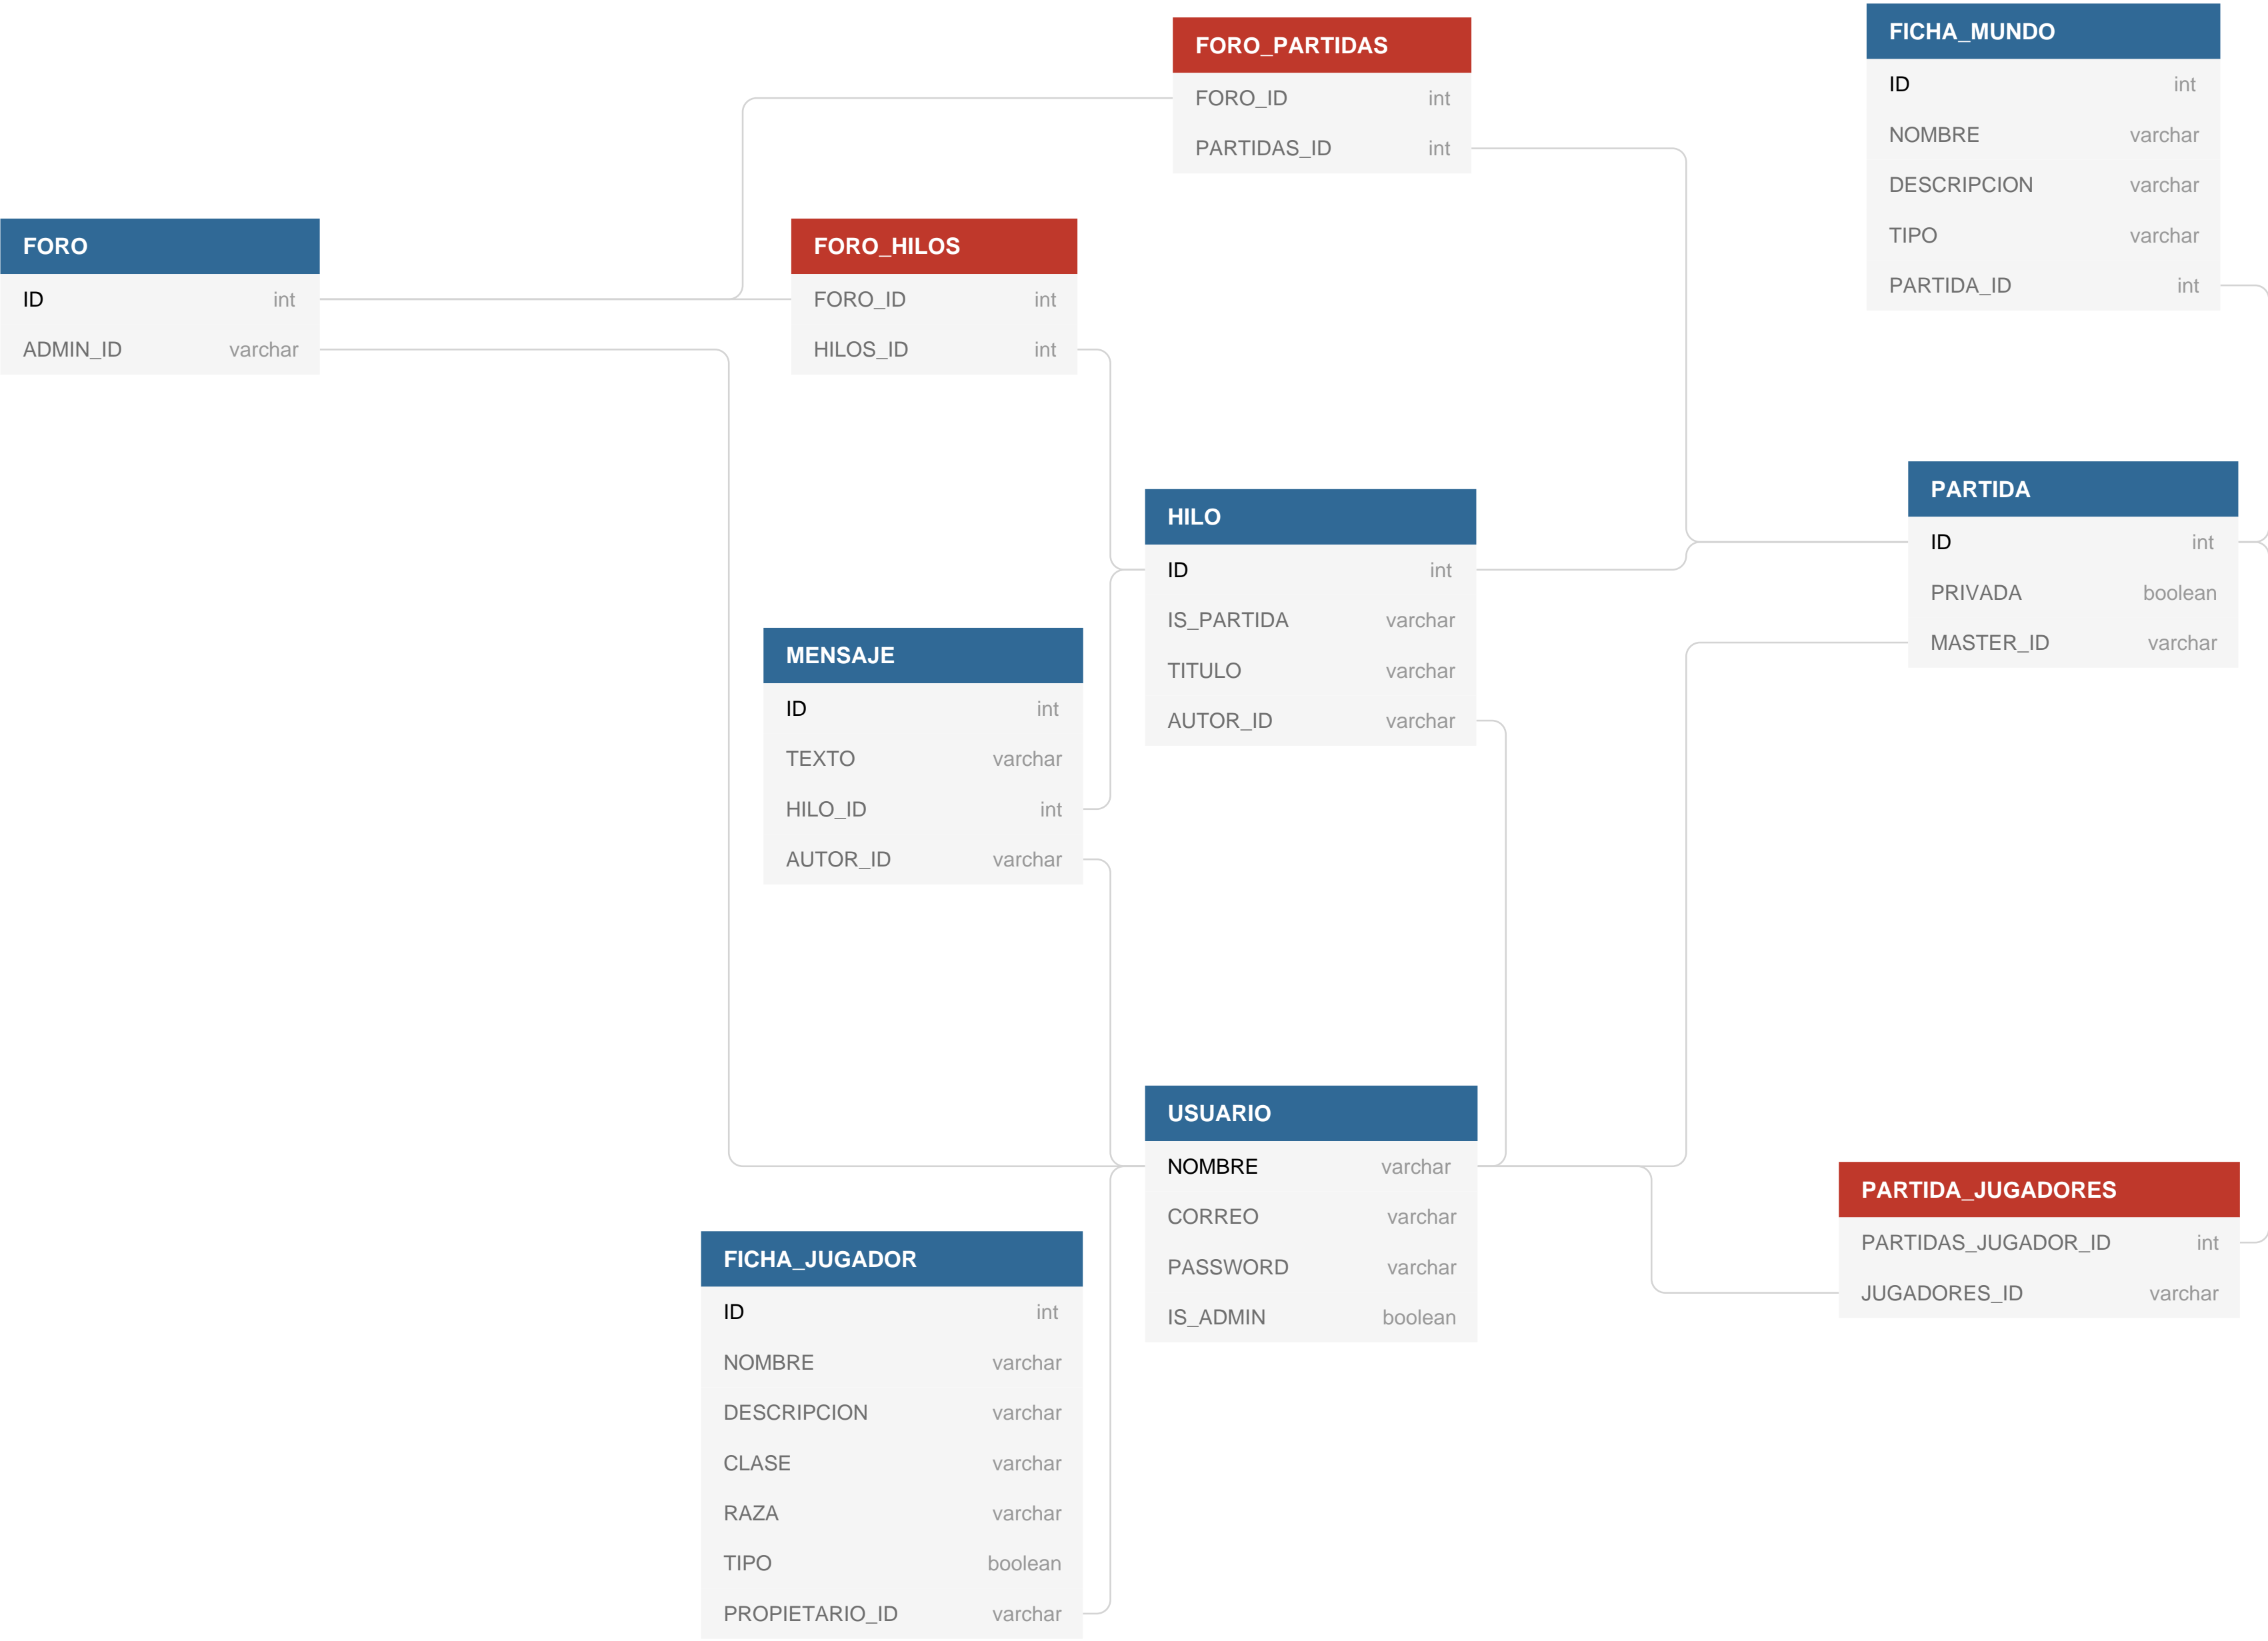 FORO_PARTIDAS
FORO_ID int
PARTIDAS_ID int
FICHA_MUNDO
ID int
NOMBRE varchar
DESCRIPCION varchar
TIPO varchar
PARTIDA_ID int
FORO
ID int
ADMIN_ID varchar
FORO_HILOS
FORO_ID int
HILOS_ID int
HILO
ID int
IS_PARTIDA varchar
TITULO varchar
AUTOR_ID varchar
PARTIDA
ID int
PRIVADA boolean
MASTER_ID varchar
MENSAJE
ID int
TEXTO varchar
HILO_ID int
AUTOR_ID varchar
USUARIO
NOMBRE varchar
CORREO varchar
PASSWORD varchar
IS_ADMIN boolean
PARTIDA_JUGADORES
PARTIDAS_JUGADOR_ID int
JUGADORES_ID varchar
FICHA_JUGADOR
ID int
NOMBRE varchar
DESCRIPCION varchar
CLASE varchar
RAZA varchar
TIPO boolean
PROPIETARIO_ID varchar